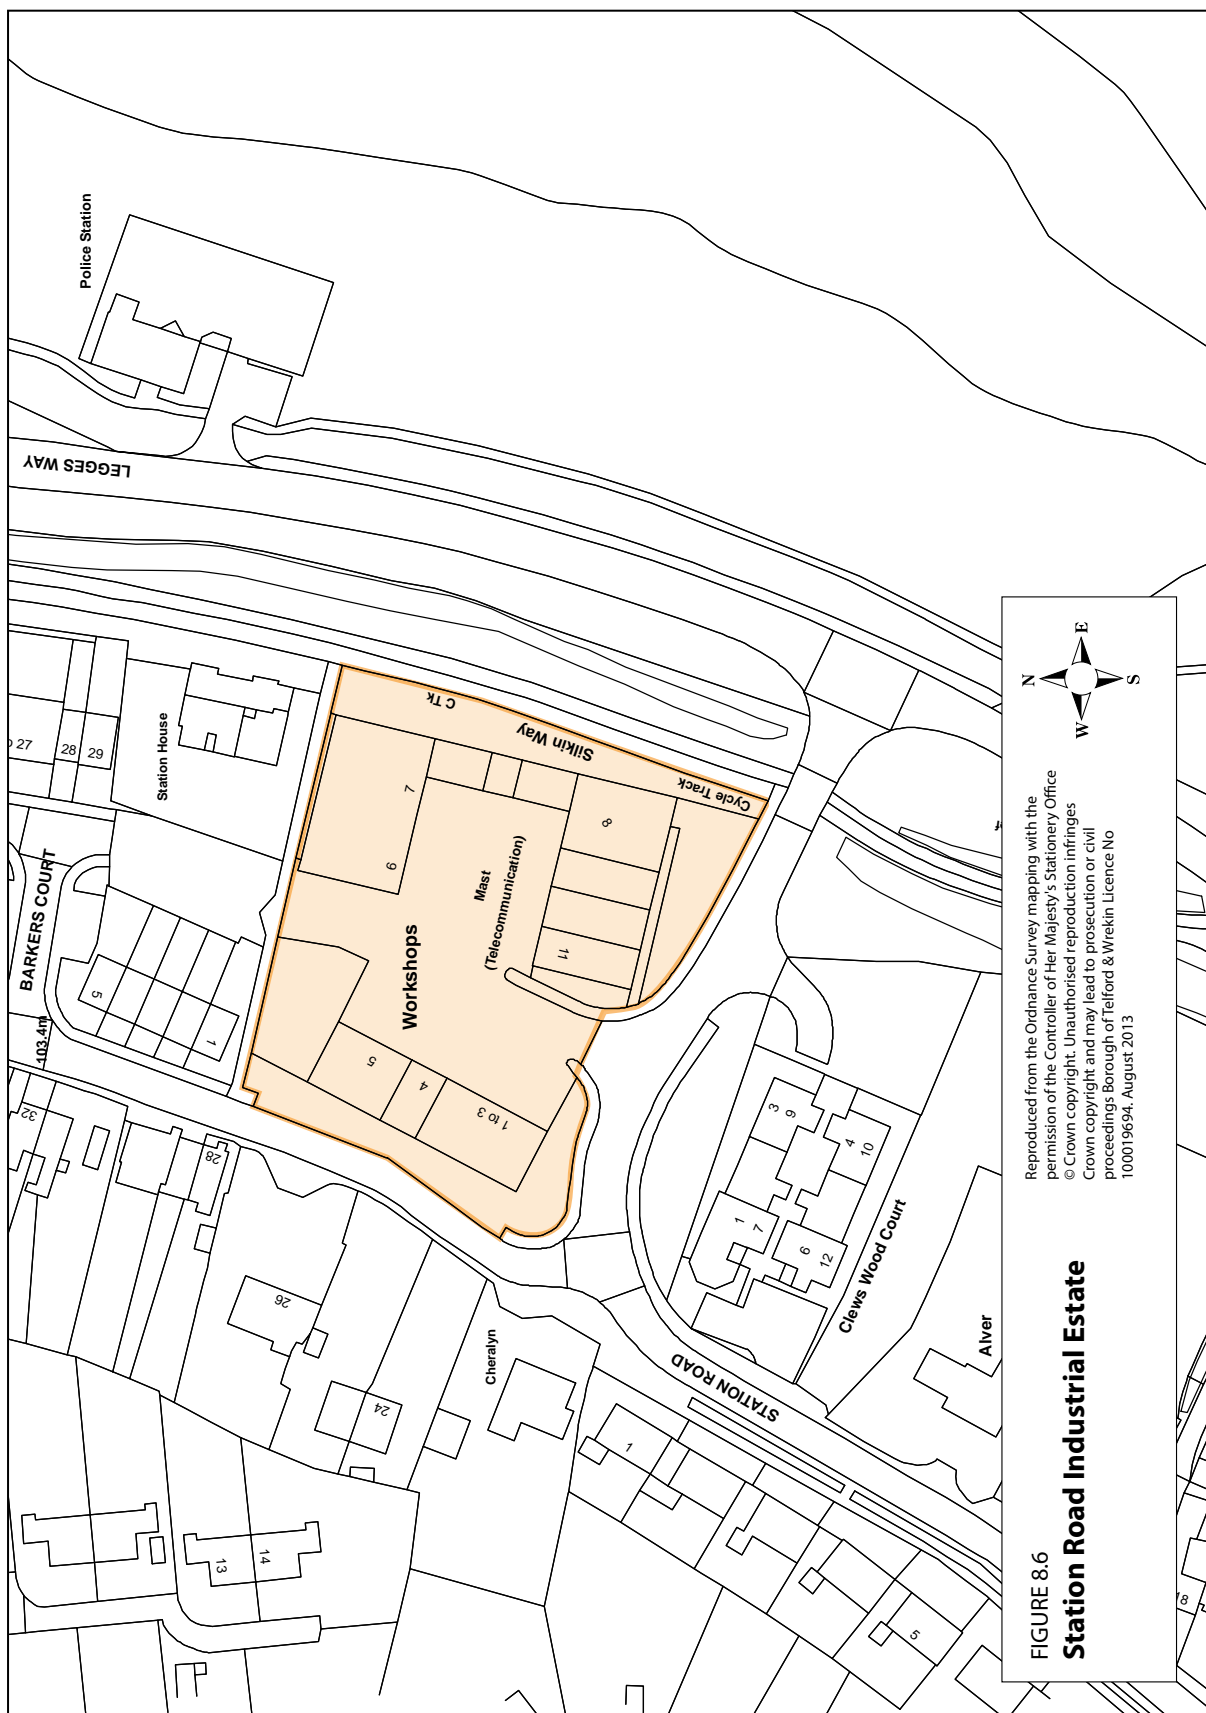 Police Station
LEGGES WAY
27
28
29
Station House
BARKERS COURT
103.4m
5
1
32
28
26
24
13
14
C Tk
Silkin Way
Cycle Track
7
6
8
11
Mast
(Telecommunication)
Workshops
5
4
1 to 3
Cheralyn
STATION ROAD
1
5
3
9
4
10
1
7
6
12
Clews Wood Court
Alver
18
N
E
S
W
Reproduced from the Ordnance Survey mapping with the
permission of the Controller of Her Majesty's Stationery Office
© Crown copyright. Unauthorised reproduction infringes
Crown copyright and may lead to prosecution or civil
proceedings Borough of Telford & Wrekin Licence No
100019694. August 2013
FIGURE 8.6
Station Road Industrial Estate